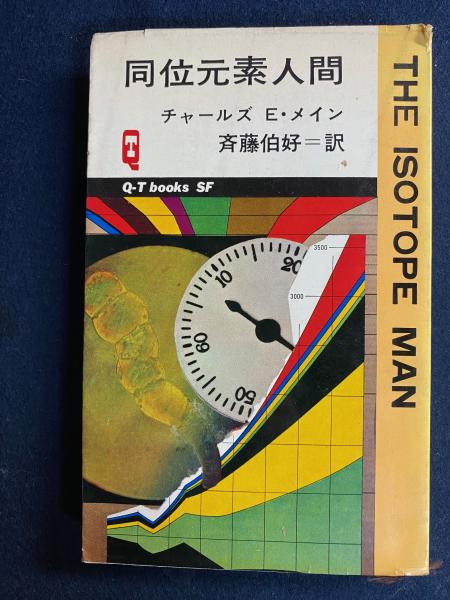 同位元素人間
チャールズ E・メイン
斉藤伯好=訳
QT
Q-T books SF
THE ISOTOPE MAN
3500
3000
10
20
60
50